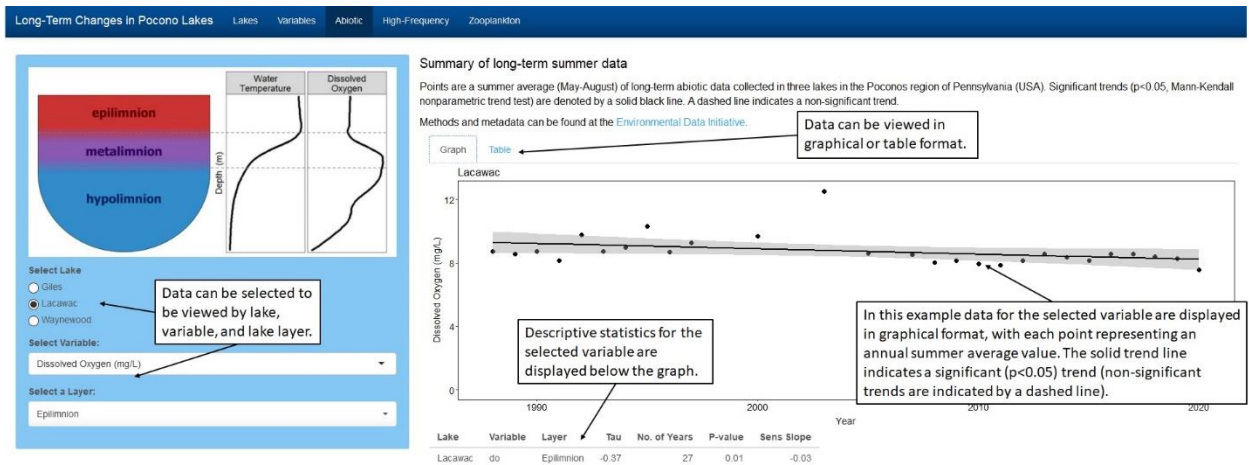 Long-Term Changes in Pocono Lakes Lakes Variables Abiotic High-Frequency Zooplankton
Water Temperature
Dissolved Oxygen
epilimnion
metalimnion
hypolimnion
Depth (m)
Select Lake
Giles
Lacawac
Waynewood
Data can be selected to
be viewed by lake,
variable, and lake layer.
Select Variable:
Dissolved Oxygen (mg/L)
Select a Layer:
Epilimnion
Summary of long-term summer data
Points are a summer average (May-August) of long-term abiotic data collected in three lakes in the Poconos region of Pennsylvania (USA). Significant trends (p<0.05, Mann-Kendall
nonparametric trend test) are denoted by a solid black line. A dashed line indicates a non-significant trend.
Methods and metadata can be found at the Environmental Data Initiative.
Data can be viewed in
graphical or table format.
Graph Table
Lacawac
12
8
4
0
Dissolved Oxygen (mg/L)
Descriptive statistics for the
selected variable are
displayed below the graph.
In this example data for the selected variable are displayed
in graphical format, with each point representing an
annual summer average value. The solid trend line
indicates a significant (p<0.05) trend (non-significant
trends are indicated by a dashed line).
1990 2000 2010 2020
Year
Lake Variable Layer Tau No. of Years P-value Sens Slope
Lacawac do Epilimnion -0.37 27 0.01 -0.03